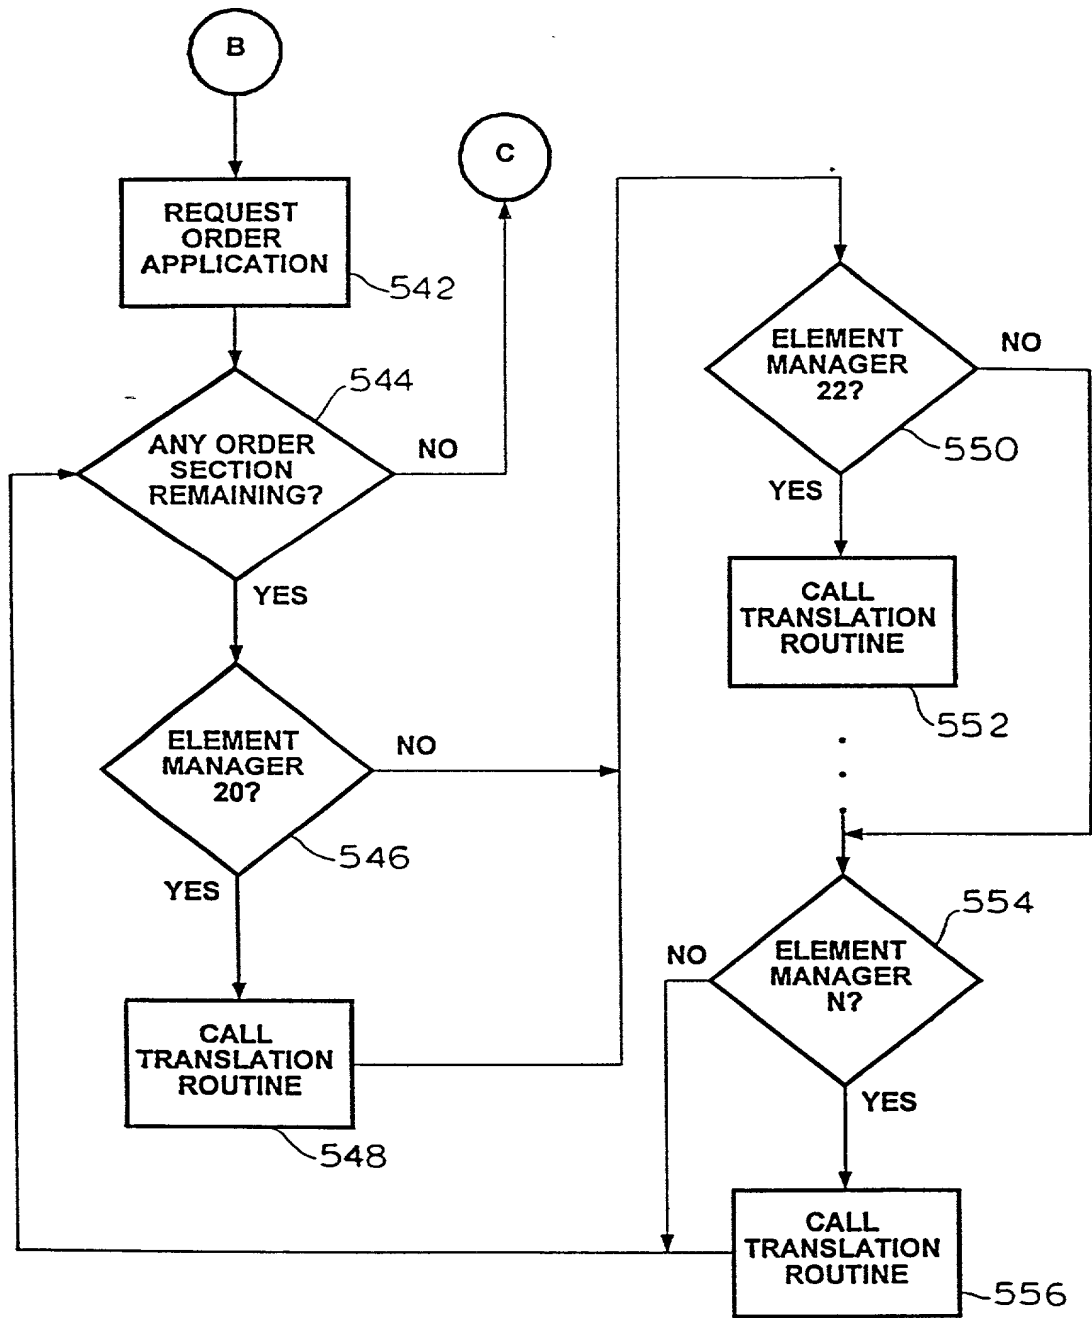 B
REQUEST
ORDER
APPLICATION
542
C
544
ANY ORDER
SECTION
REMAINING?
NO
YES
ELEMENT
MANAGER
20?
NO
546
YES
CALL
TRANSLATION
ROUTINE
548
ELEMENT
MANAGER
22?
NO
550
YES
CALL
TRANSLATION
ROUTINE
552
554
ELEMENT
MANAGER
N?
NO
YES
CALL
TRANSLATION
ROUTINE
556